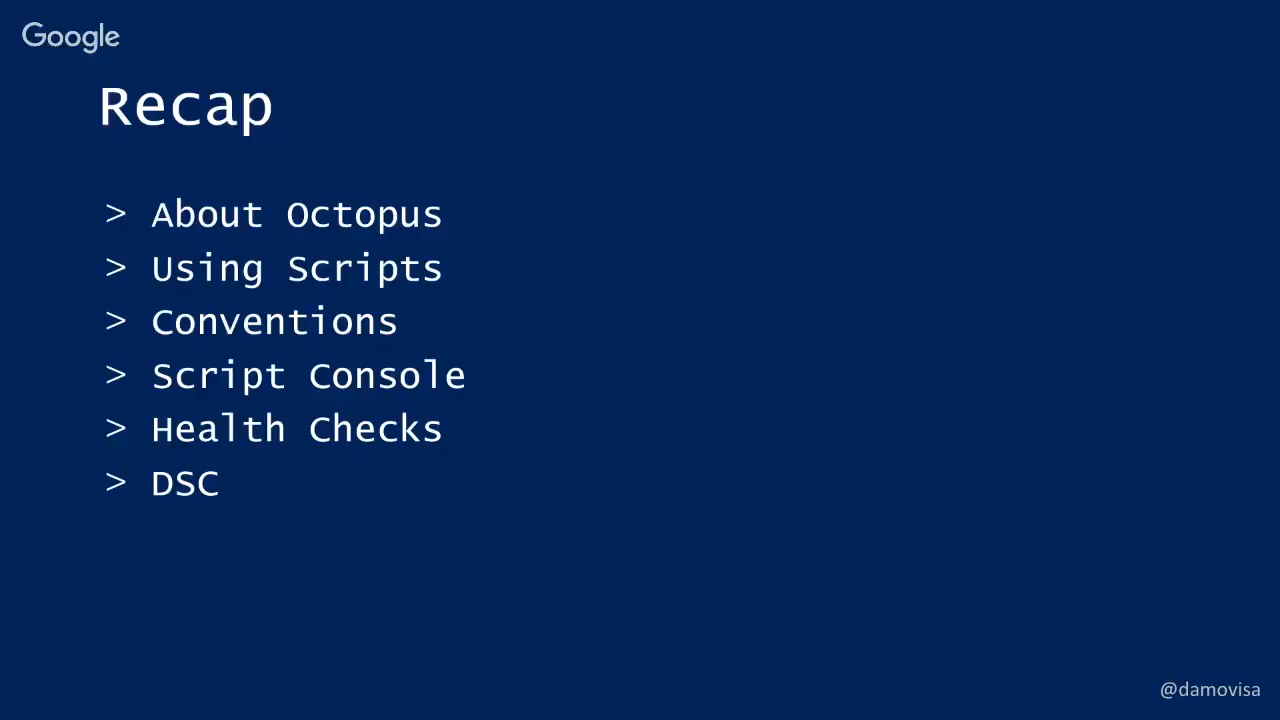 Google
Recap
> About Octopus
> Using Scripts
> Conventions
> Script Console
> Health Checks
> DSC
@damovisa